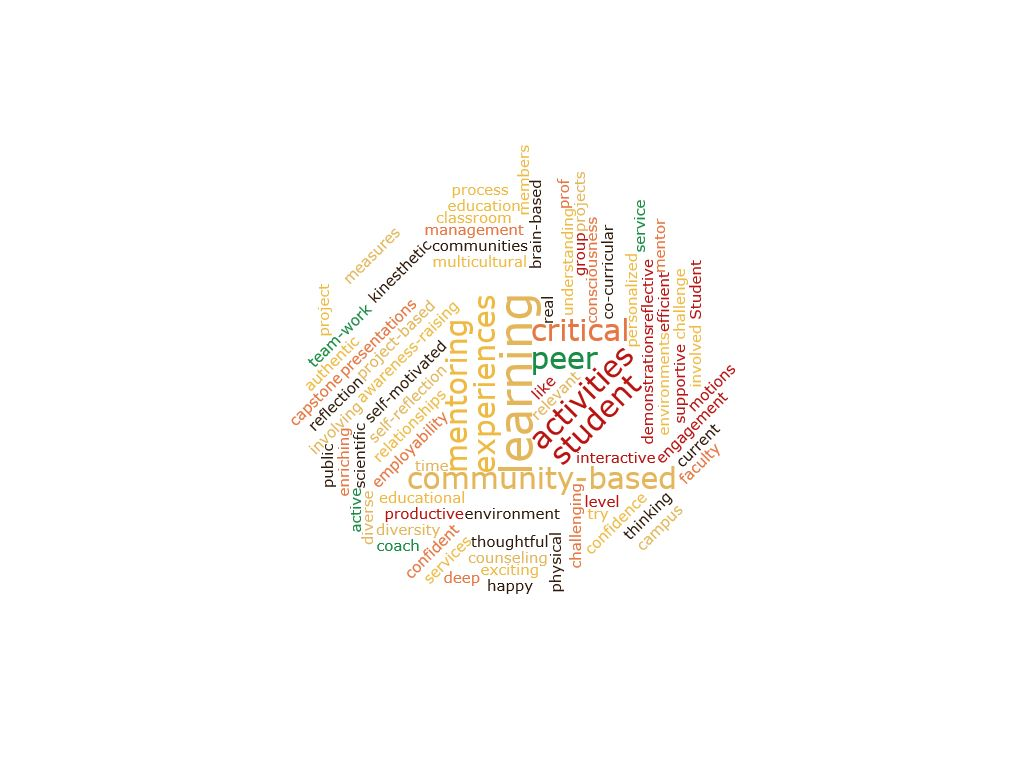 members
process
education
classroom
management
communities
multicultural
brain-based
prof
projects
understanding
group
consciousness
co-curricular
service
mentor
personalized
reflective
efficient
challenge
Student
measures
kinesthetic
project
team-work
authentic
capstone
presentations
project-based
awareness-raising
reflection
self-motivated
involving
self-reflection
relationships
employability
mentoring
experiences
learning
real
critical
peer
like
relevant
activities
student
demonstrations
environments
supportive
involved
motions
engagement
current
faculty
interactive
public
enriching
scientific
time
community-based
active
diverse
educational
productive
environment
diversity
coach
confident
services
thoughtful
counseling
exciting
deep
happy
physical
challenging
level
try
confidence
thinking
campus